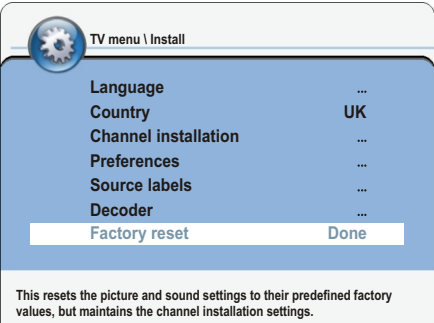 TV menu \ Install
Language ...
Country UK
Channel installation ...
Preferences ...
Source labels ...
Decoder ...
Factory reset Done
This resets the picture and sound settings to their predefined factory
values, but maintains the channel installation settings.